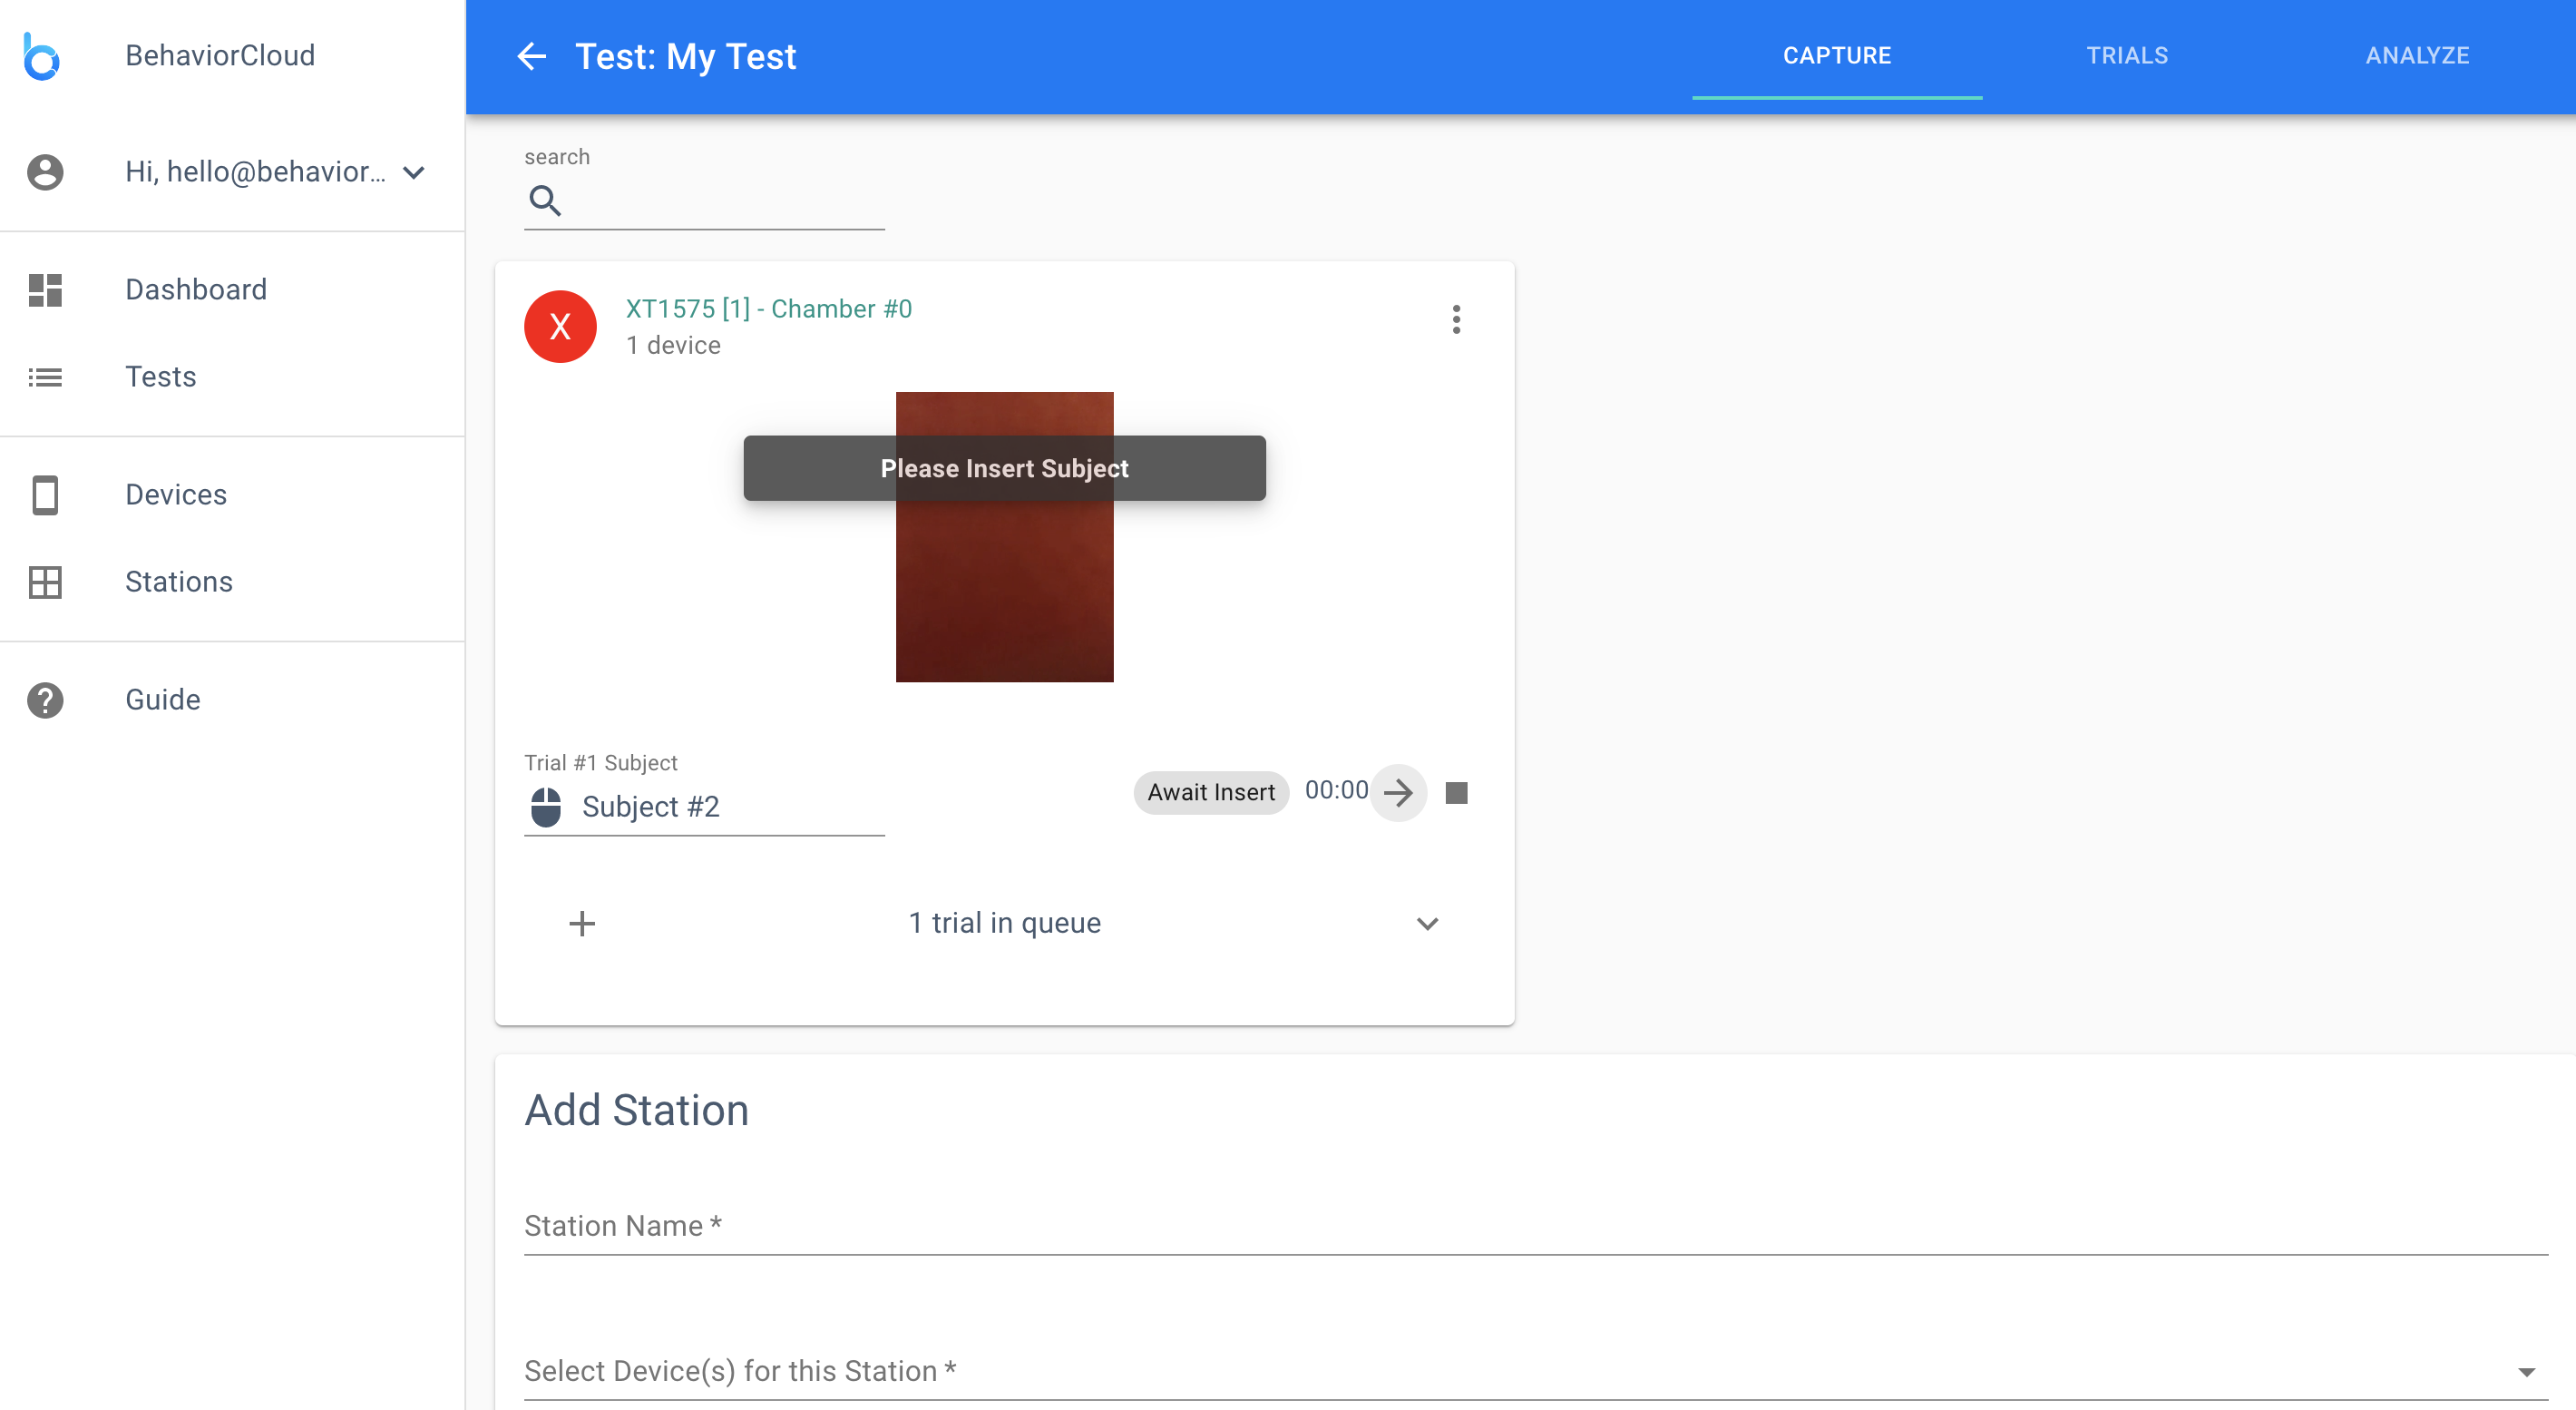 BehaviorCloud
Hi, hello@behavior...
Dashboard
Tests
Devices
Stations
Guide
Test: My Test
CAPTURE
TRIALS
ANALYZE
search
X
XT1575 [1] - Chamber #0
1 device
Please Insert Subject
Trial #1 Subject
Subject #2
Await Insert
00:00
1 trial in queue
Add Station
Station Name *
Select Device(s) for this Station *